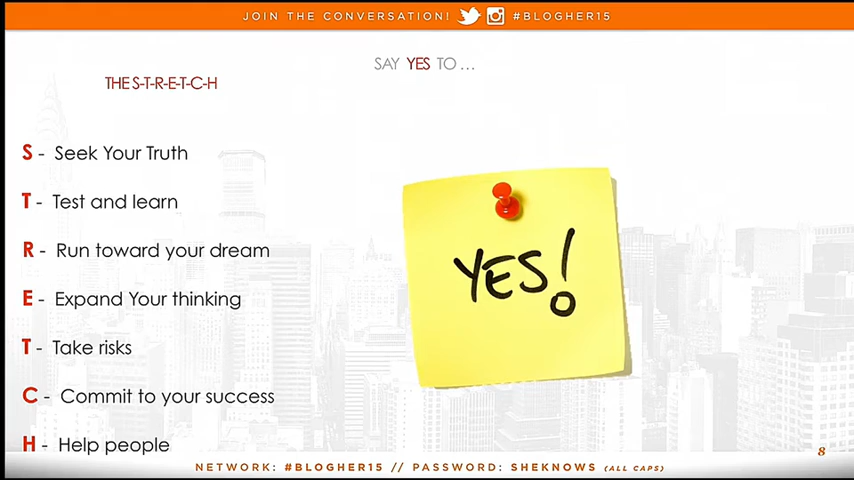 JOIN THE CONVERSATION! #BLOGHER15
SAY YES TO ...
THE S-T-R-E-T-C-H
S - Seek Your Truth
T - Test and learn
R - Run toward your dream
E - Expand Your thinking
T - Take risks
C - Commit to your success
H - Help people
YES!
8
NETWORK: #BLOGHER15 // PASSWORD: SHEKNOWS (ALL CAPS)